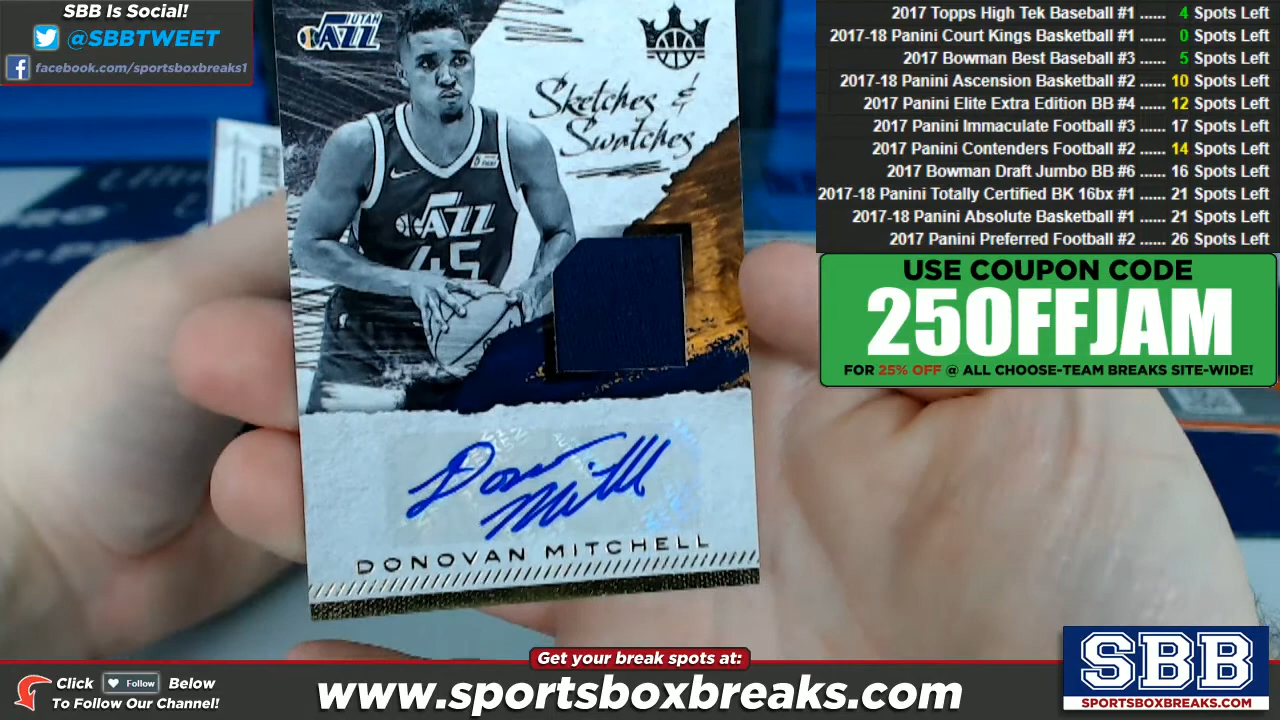 SBB Is Social!
@SBBTWEET
facebook.com/sportsboxbreaks1
UTAH
JAZZ
Sketches &
Swatches
JAZZ
45
DONOVAN MITCHELL
2017 Topps High Tek Baseball #1 ...... 4 Spots Left
2017-18 Panini Court Kings Basketball #1 ...... 0 Spots Left
2017 Bowman Best Baseball #3 ...... 5 Spots Left
2017-18 Panini Ascension Basketball #2 ...... 10 Spots Left
2017 Panini Elite Extra Edition BB #4 ...... 12 Spots Left
2017 Panini Immaculate Football #3 ...... 17 Spots Left
2017 Panini Contenders Football #2 ...... 14 Spots Left
2017 Bowman Draft Jumbo BB #6 ...... 16 Spots Left
2017-18 Panini Totally Certified BK 16bx #1 ...... 21 Spots Left
2017-18 Panini Absolute Basketball #1 ...... 21 Spots Left
2017 Panini Preferred Football #2 ...... 26 Spots Left
USE COUPON CODE
25OFFJAM
FOR 25% OFF @ ALL CHOOSE-TEAM BREAKS SITE-WIDE!
Get your break spots at:
Click Follow Below
To Follow Our Channel!
www.sportsboxbreaks.com
SBB
SPORTSBOXBREAKS.COM